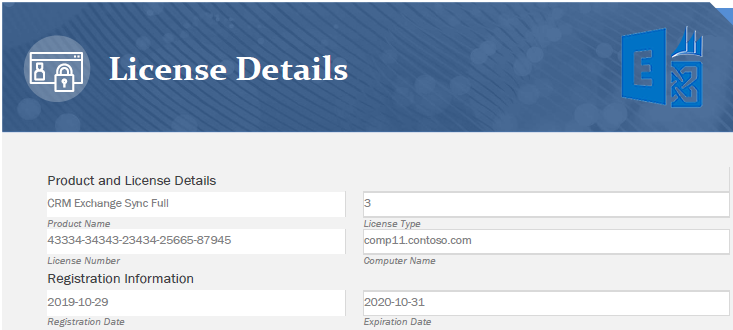 License Details
E
Product and License Details
CRM Exchange Sync Full
3
Product Name
License Type
43334-34343-23434-25665-87945
comp11.contoso.com
License Number
Computer Name
Registration Information
2019-10-29
2020-10-31
Registration Date
Expiration Date